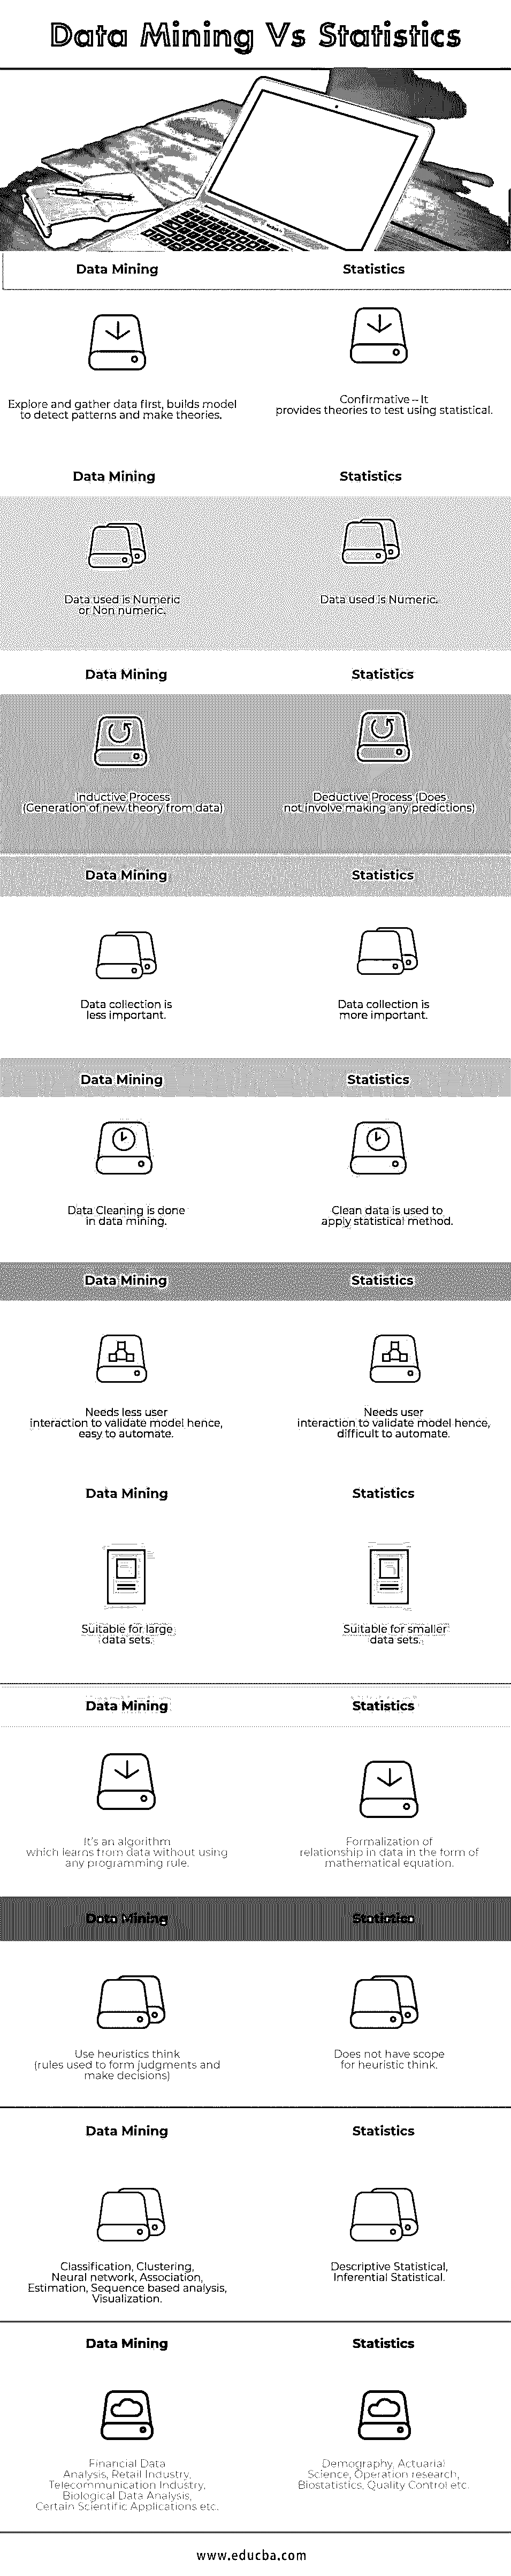 Data Mining Vs Statistics
Data Mining
Statistics
Explore and gather data first, builds model
to detect patterns and make theories.
Confirmative -- It
provides theories to test using statistical.
Data Mining
Statistics
Data used is Numeric
or Non numeric.
Data used is Numeric.
Data Mining
Statistics
Inductive Process
(Generation of new theory from data)
Deductive Process (Does
not involve making any predictions)
Data Mining
Statistics
Data collection is
less important.
Data collection is
more important.
Data Mining
Statistics
Data Cleaning is done
in data mining.
Clean data is used to
apply statistical method.
Data Mining
Statistics
Needs less user
interaction to validate model hence,
easy to automate.
Needs user
interaction to validate model hence,
difficult to automate.
Data Mining
Statistics
Suitable for large
data sets.
Suitable for smaller
data sets.
Data Mining
Statistics
It's an algorithm
which learns from data without using
any programming rule.
Formalization of
relationship in data in the form of
mathematical equation.
Data Mining
Statistics
Use heuristics think
(rules used to form judgments and
make decisions)
Does not have scope
for heuristic think.
Data Mining
Statistics
Classification, Clustering,
Neural network, Association,
Estimation, Sequence based analysis,
Visualization.
Descriptive Statistical,
Inferential Statistical.
Data Mining
Statistics
Financial Data
Analysis, Retail Industry,
Telecommunication Industry,
Biological Data Analysis,
Certain Scientific Applications etc.
Demography, Actuarial
Science, Operation research,
Biostatistics, Quality Control etc.
www.educba.com